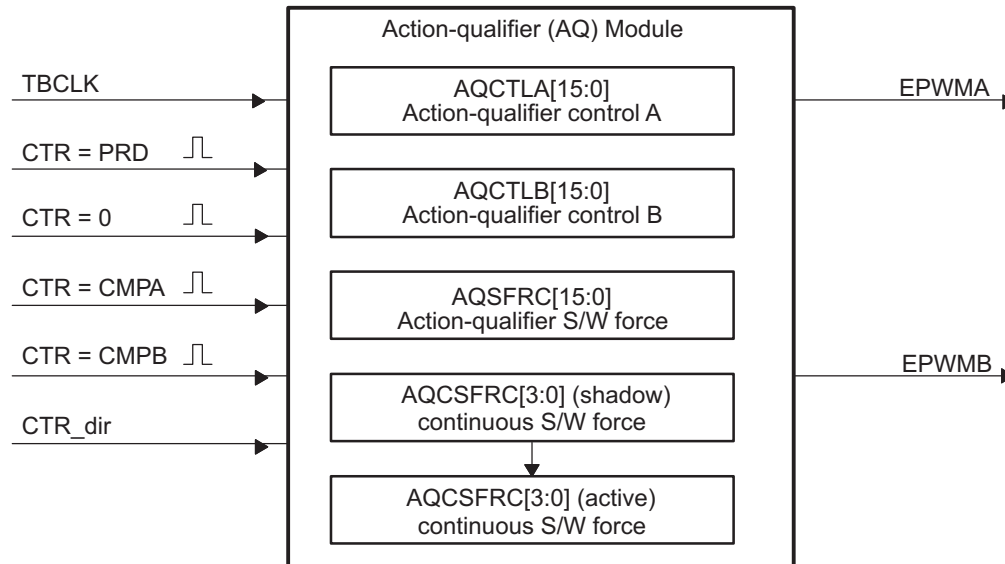 Action-qualifier (AQ) Module
TBCLK
CTR = PRD
CTR = 0
CTR = CMPA
CTR = CMPB
CTR_dir
AQCTLA[15:0]
Action-qualifier control A
AQCTLB[15:0]
Action-qualifier control B
AQSFRC[15:0]
Action-qualifier S/W force
AQCSFRC[3:0] (shadow)
continuous S/W force
AQCSFRC[3:0] (active)
continuous S/W force
EPWMA
EPWMB